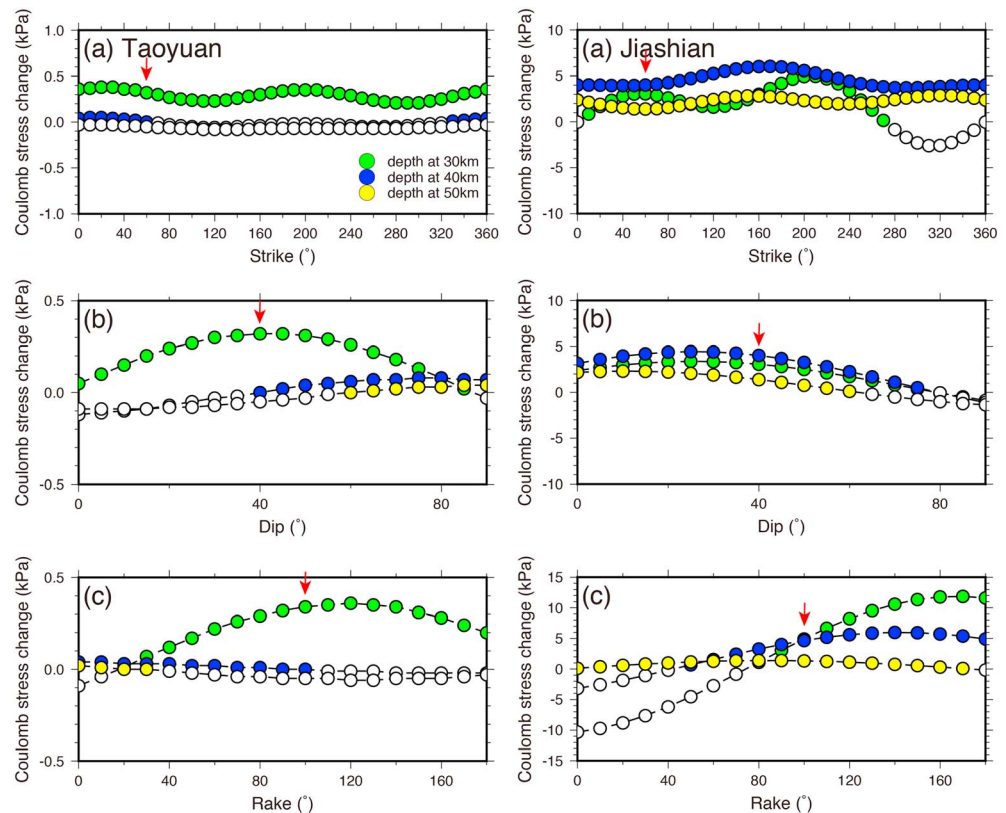 (a) Taoyuan
Coulomb stress change (kPa)
1.0
0.5
0.0
-0.5
-1.0
depth at 30km
depth at 40km
depth at 50km
0 40 80 120 160 200 240 280 320 360
Strike (°)
(a) Jiashian
Coulomb stress change (kPa)
10
5
0
-5
-10
0 40 80 120 160 200 240 280 320 360
Strike (°)
(b)
Coulomb stress change (kPa)
0.5
0.0
-0.5
0 40 80
Dip (°)
(b)
Coulomb stress change (kPa)
10
5
0
-5
-10
0 40 80
Dip (°)
(c)
Coulomb stress change (kPa)
0.5
0.0
-0.5
0 40 80 120 160
Rake (°)
(c)
Coulomb stress change (kPa)
15
10
5
0
-5
-10
-15
0 40 80 120 160
Rake (°)